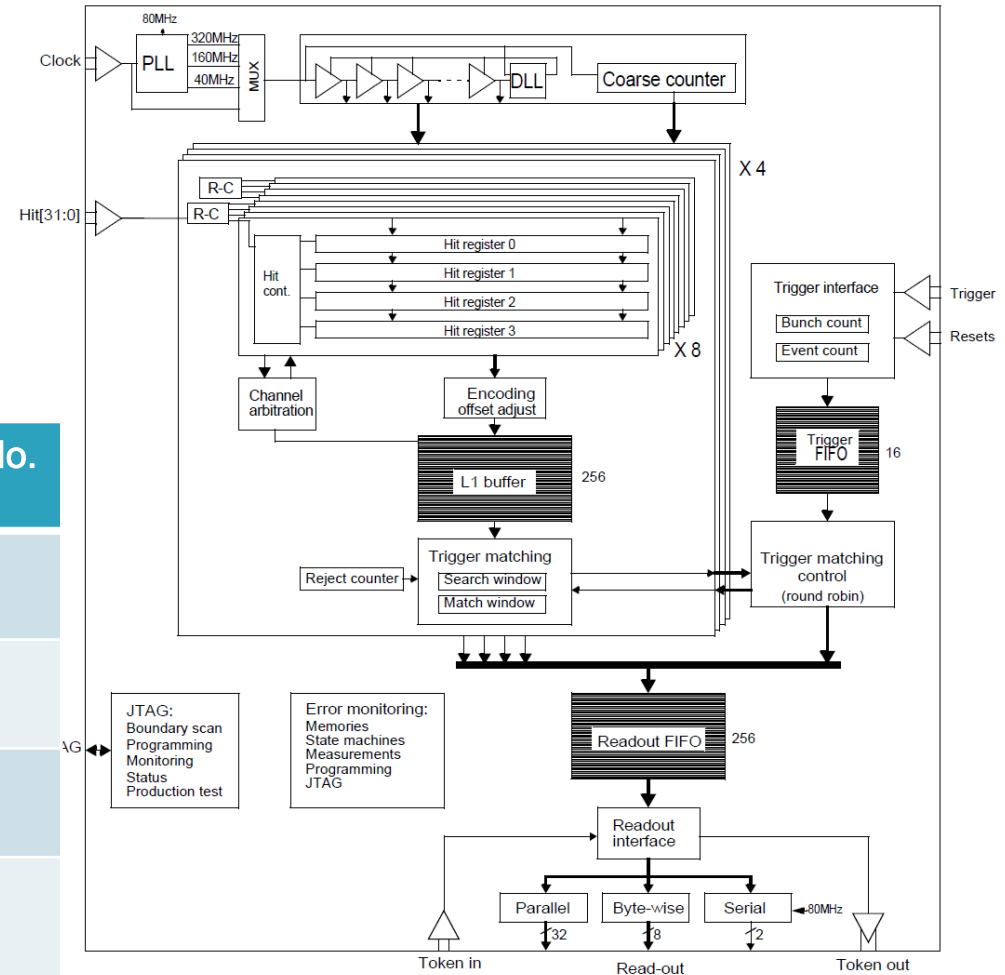 80MHz
Clock
PLL
320MHz
160MHz
40MHz
MUX
DLL
Coarse counter
X 4
Hit[31:0]
R-C
R-C
Hit cont.
Hit register 0
Hit register 1
Hit register 2
Hit register 3
X 8
Channel
arbitration
Encoding
offset adjust
L1 buffer
256
Trigger matching
Search window
Match window
Reject counter
Trigger interface
Bunch count
Event count
Trigger
Resets
Trigger
FIFO
16
Trigger matching
control
(round robin)
Readout FIFO
256
JTAG:
Boundary scan
Programming
Monitoring
Status
Production test
AG
Error monitoring:
Memories
State machines
Measurements
Programming
JTAG
Readout
interface
Parallel
Byte-wise
Serial
80MHz
32
8
2
Token in
Read-out
Token out